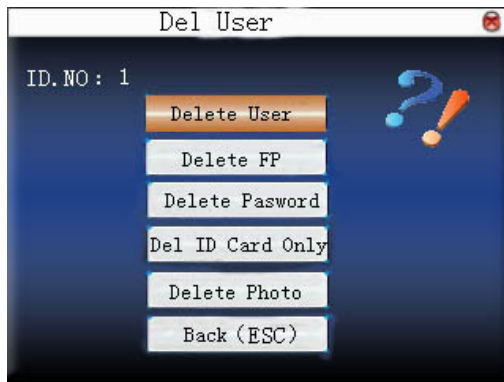 Del User
ID.NO: 1
Delete User
Delete FP
Delete Pasword
Del ID Card Only
Delete Photo
Back (ESC)